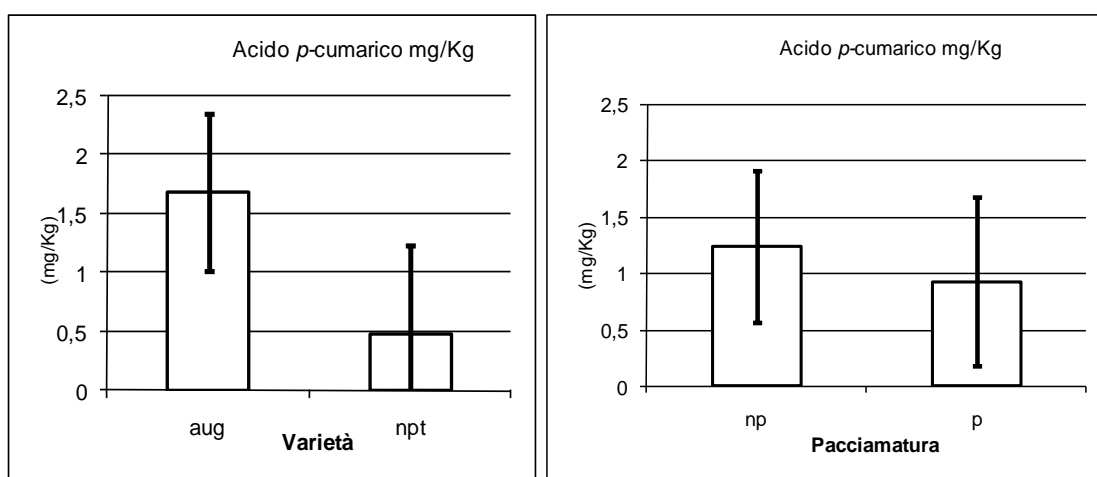 Acido p-cumarico mg/Kg
2,5
2
1,5
1
0,5
0
(mg/Kg)
aug npt
Varietà
Acido p-cumarico mg/Kg
2,5
2
1,5
1
0,5
0
(mg/Kg)
np p
Pacciamatura